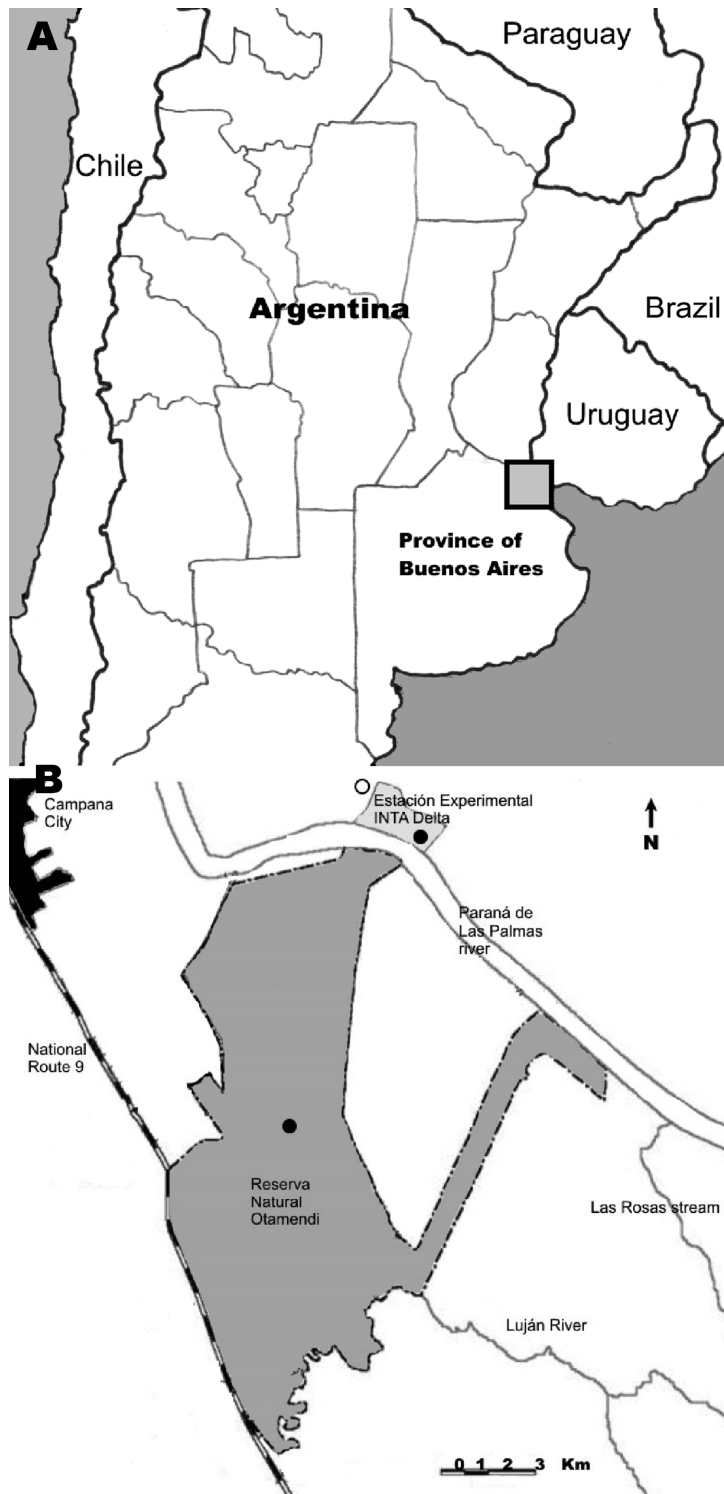 A
Paraguay
Chile
Argentina
Brazil
Uruguay
Province of
Buenos Aires
B
Campana
City
Estación Experimental
INTA Delta
N
Paraná de
Las Palmas
river
National
Route 9
Reserva
Natural
Otamendi
Las Rosas stream
Luján River
0 1 2 3 Km